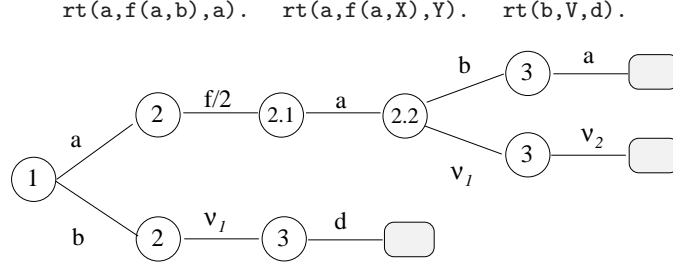 rt(a,f(a,b),a). rt(a,f(a,X),Y). rt(b,V,d).
b 3 a
2 f/2 2.1 a 2.2
a
3 ν2
ν1
1
b 2 ν1 3 d